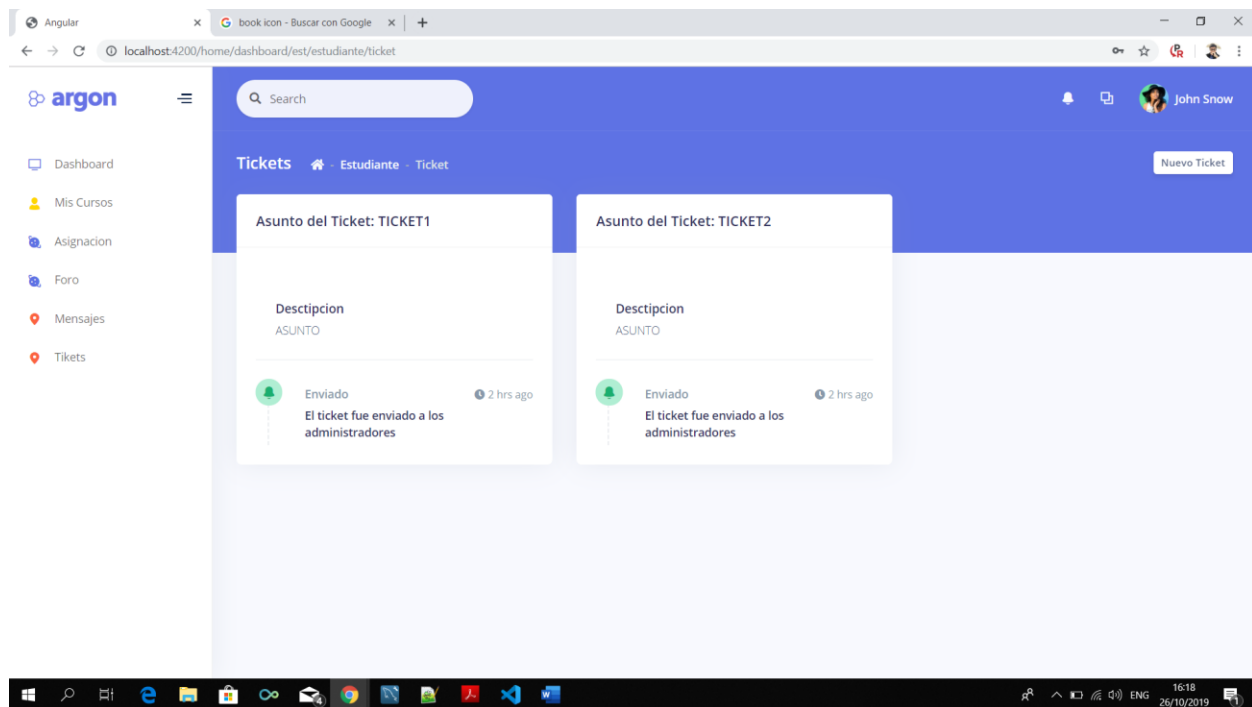 Angular
book icon - Buscar con Google
localhost:4200/home/dashboard/est/estudiante/ticket
argon
Search
John Snow
Dashboard
Mis Cursos
Asignacion
Foro
Mensajes
Tikets
Tickets - Estudiante - Ticket
Nuevo Ticket
Asunto del Ticket: TICKET1
Desctipcion
ASUNTO
Enviado
2 hrs ago
El ticket fue enviado a los
administradores
Asunto del Ticket: TICKET2
Desctipcion
ASUNTO
Enviado
2 hrs ago
El ticket fue enviado a los
administradores
ENG
16:18
26/10/2019